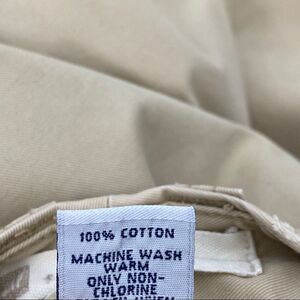 100% COTTON
MACHINE WASH
WARM
ONLY NON-
CHLORINE